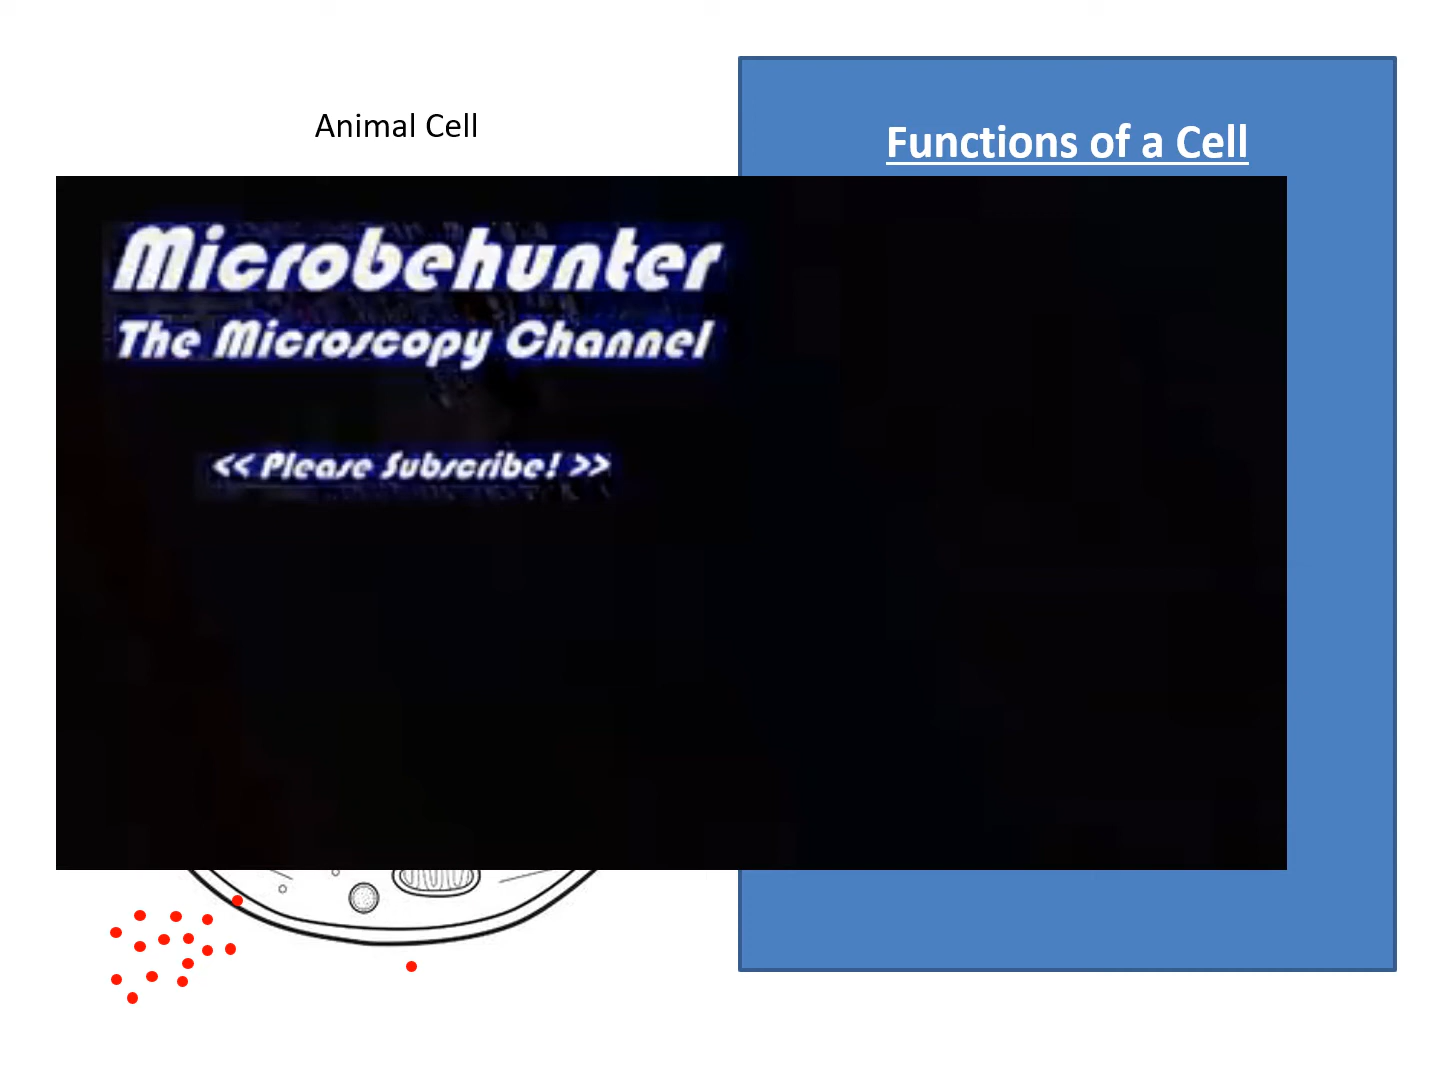 Animal Cell
Functions of a Cell
Microbehunter
The Microscopy Channel
<< Please Subscribe! >>